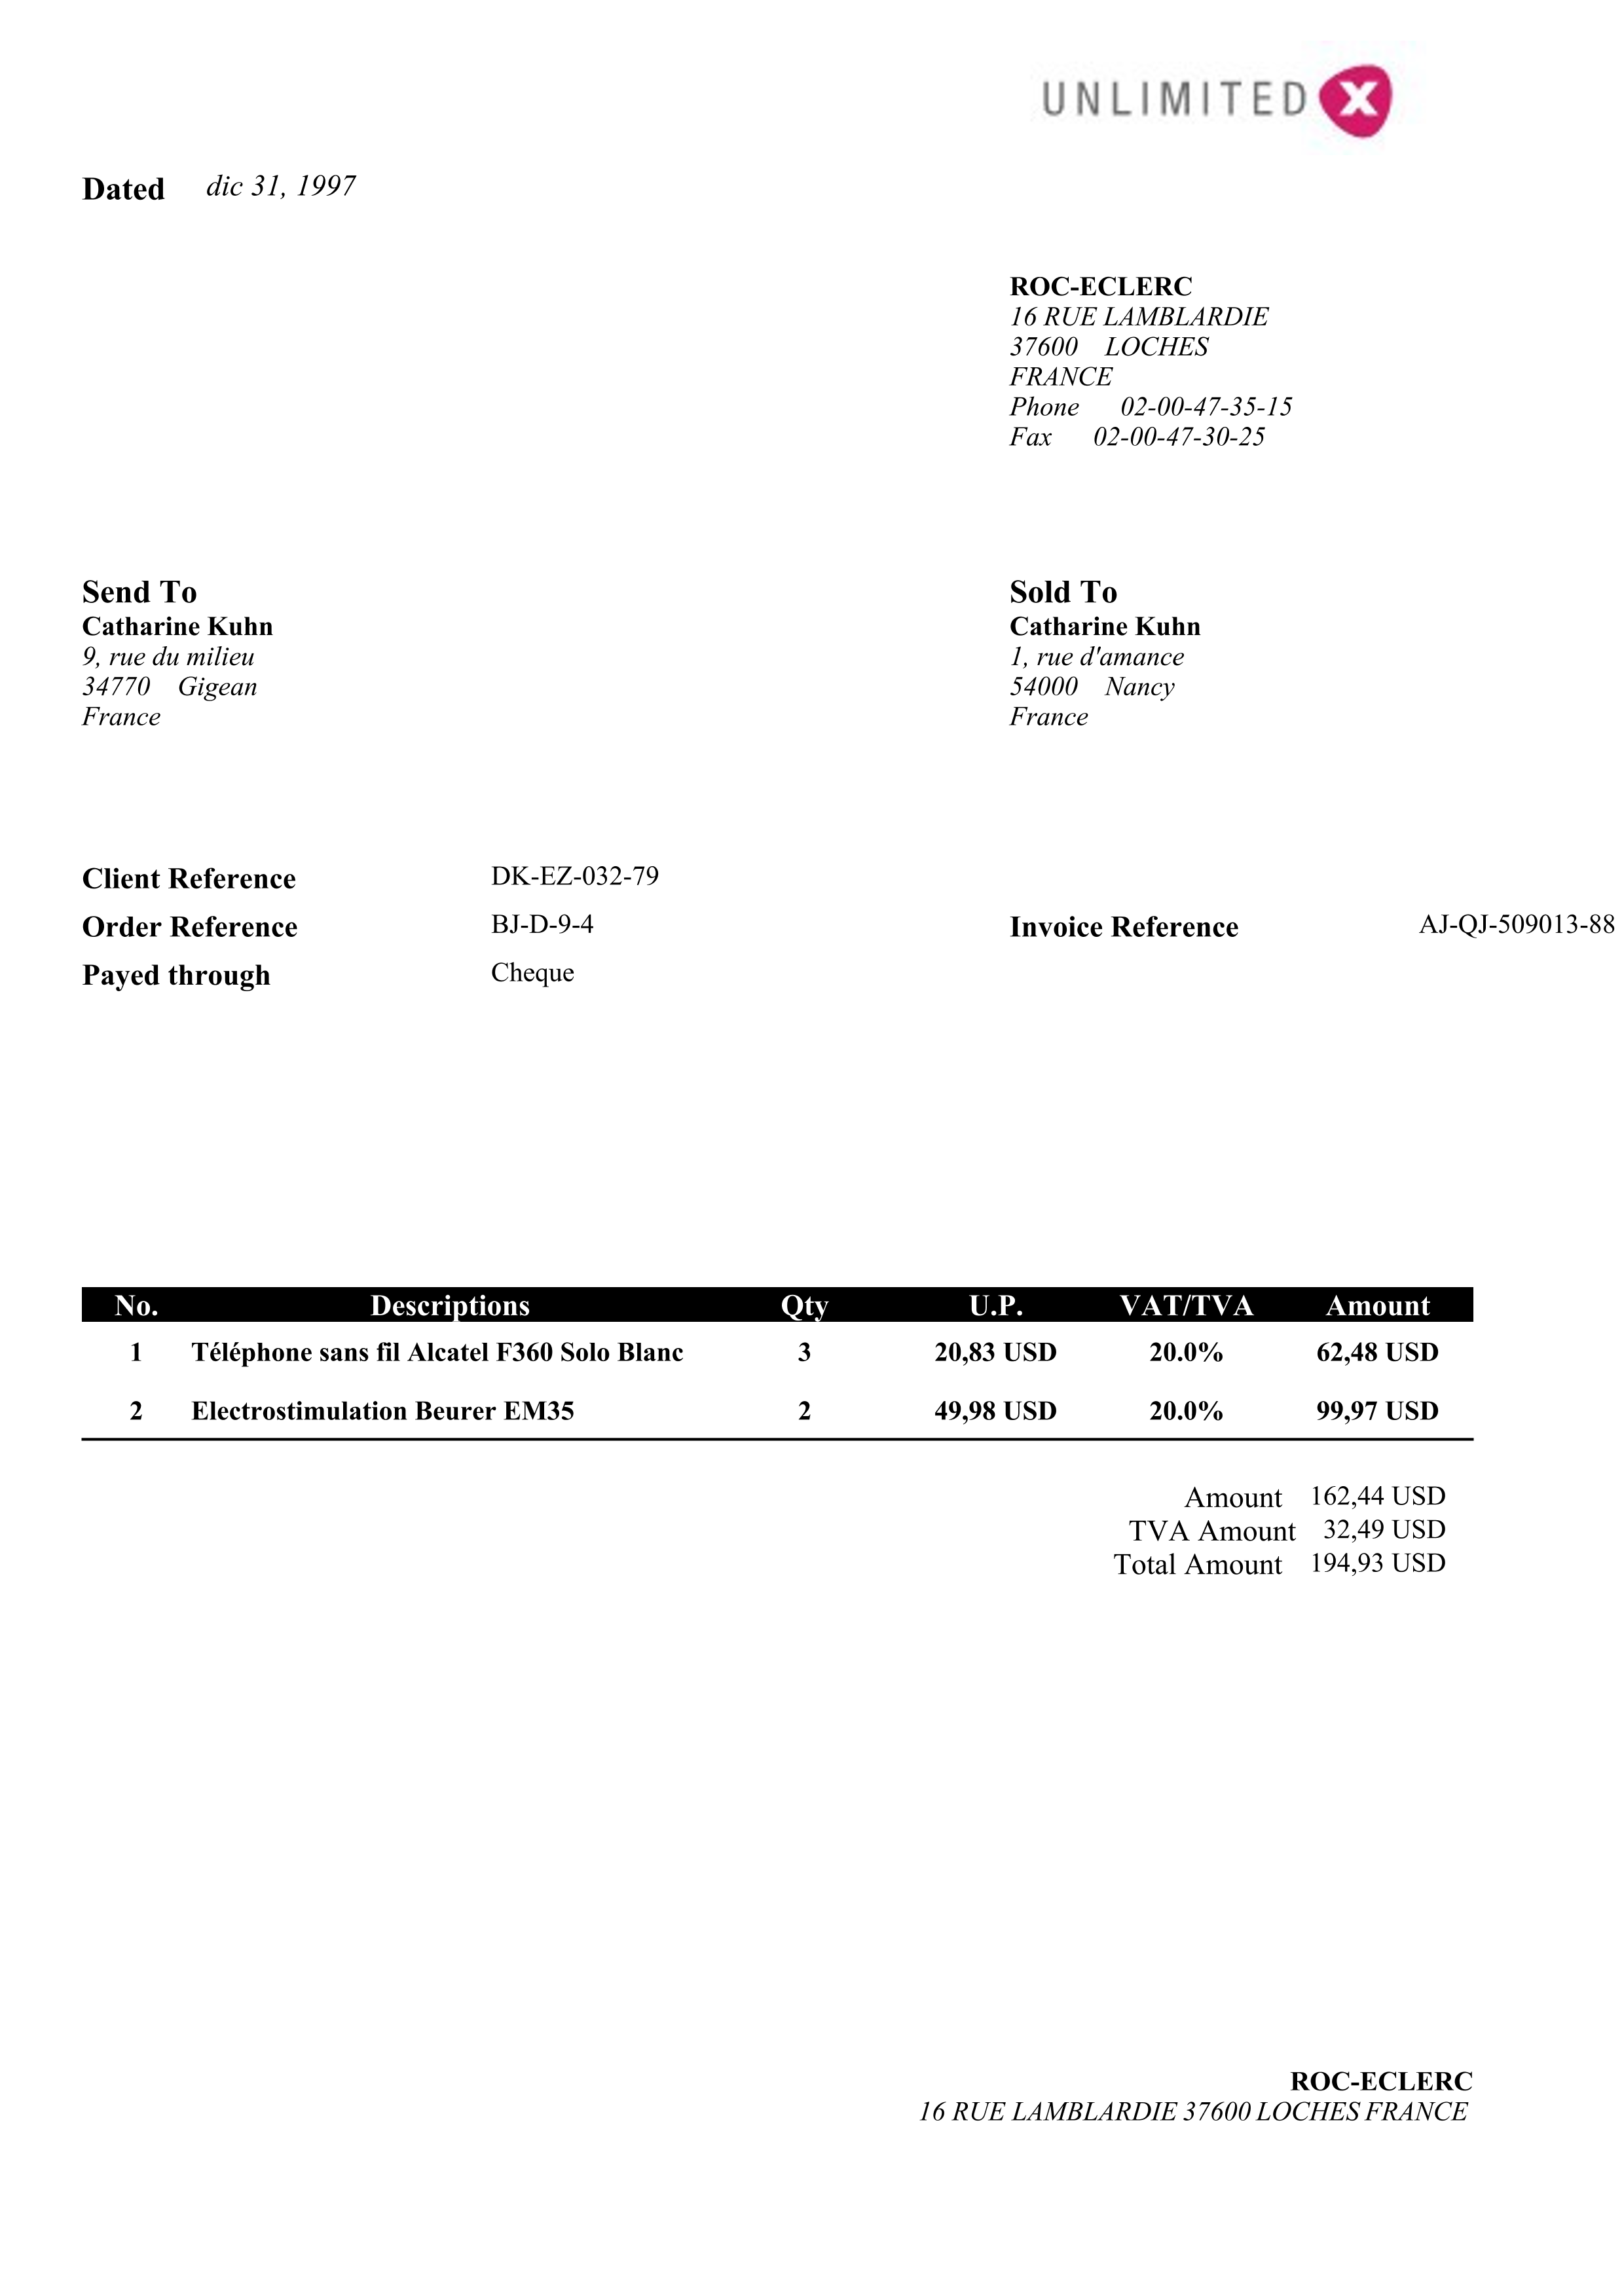 UNLIMITED X
Dated dic 31, 1997
ROC-ECLERC
16 RUE LAMBLARDIE
37600 LOCHES
FRANCE
Phone 02-00-47-35-15
Fax 02-00-47-30-25
Send To
Catharine Kuhn
9, rue du milieu
34770 Gigean
France
Sold To
Catharine Kuhn
1, rue d'amance
54000 Nancy
France
Client Reference DK-EZ-032-79
Order Reference BJ-D-9-4 Invoice Reference AJ-QJ-509013-88
Payed through Cheque
No. Descriptions Qty U.P. VAT/TVA Amount
1 Téléphone sans fil Alcatel F360 Solo Blanc 3 20,83 USD 20.0% 62,48 USD
2 Electrostimulation Beurer EM35 2 49,98 USD 20.0% 99,97 USD
Amount 162,44 USD
TVA Amount 32,49 USD
Total Amount 194,93 USD
ROC-ECLERC
16 RUE LAMBLARDIE 37600 LOCHES FRANCE